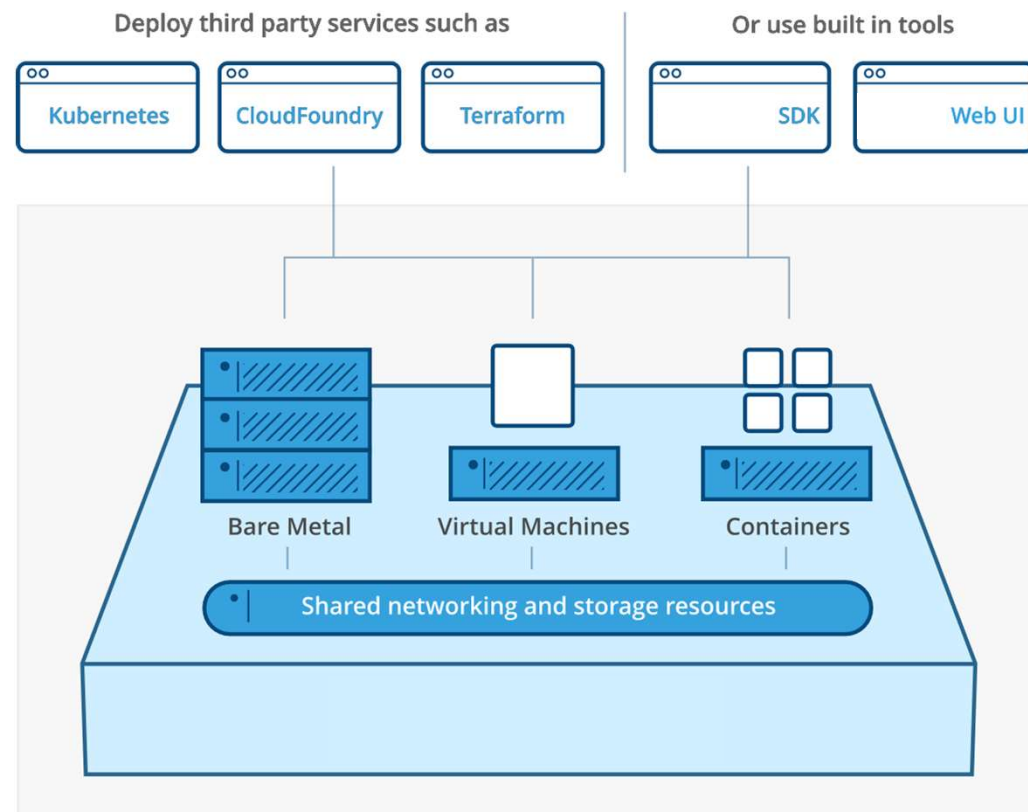 Deploy third party services such as
Or use built in tools
Kubernetes
CloudFoundry
Terraform
SDK
Web UI
Bare Metal
Virtual Machines
Containers
Shared networking and storage resources